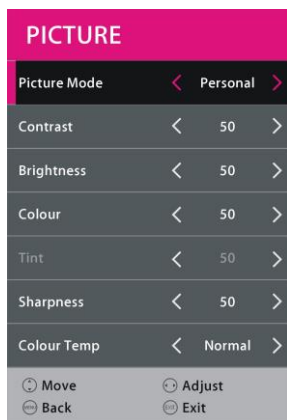 PICTURE
Picture Mode < Personal >
Contrast < 50 >
Brightness < 50 >
Colour < 50 >
Tint < 50 >
Sharpness < 50 >
Colour Temp < Normal >
Move Adjust
Back Exit